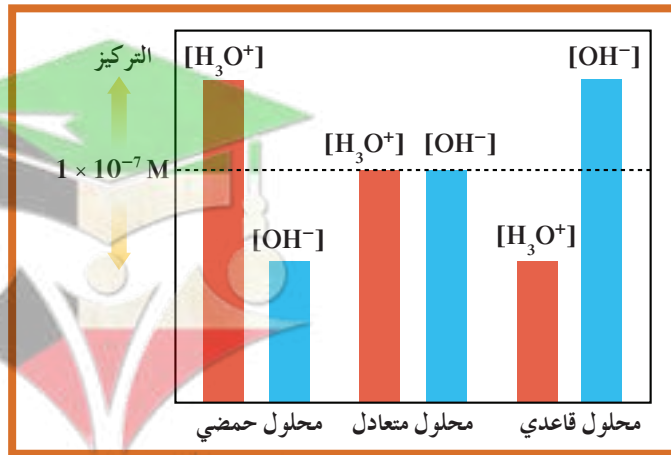 التركيز
[H₃O⁺]
[OH⁻]
[H₃O⁺] [OH⁻]
1 × 10⁻⁷ M
[OH⁻]
[H₃O⁺]
محلول حمضي
محلول متعادل
محلول قاعدي